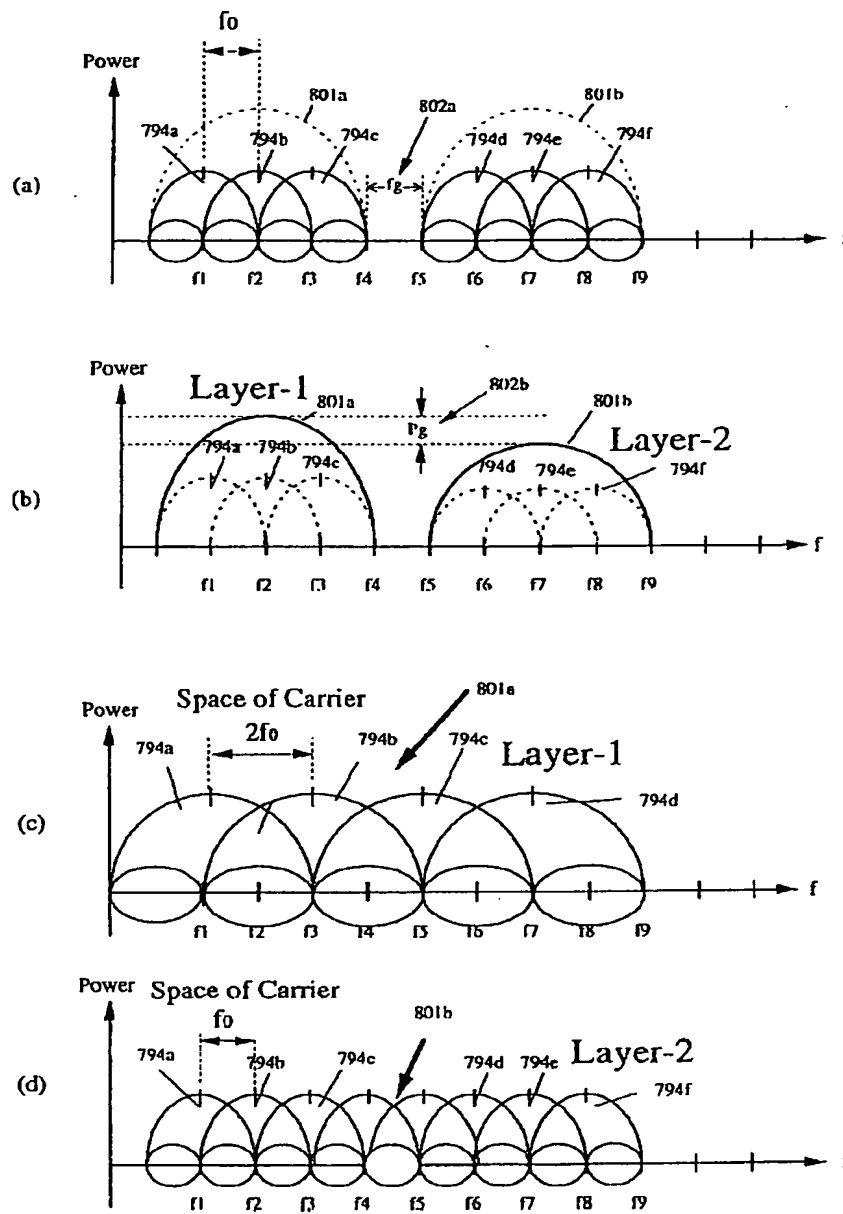 f0
Power
801a
802a
801b
794a
794b
794c
794d
794e
794f
(a)
fg
f1 f2 f3 f4 f5 f6 f7 f8 f9
Power
Layer-1
801a
802b
801b
Pg
Layer-2
794a
794b
794c
794d
794e
794f
(b)
f
f1 f2 f3 f4 f5 f6 f7 f8 f9
Space of Carrier
801a
Power
794a
2f0
794b
794c
Layer-1
794d
(c)
f
f1 f2 f3 f4 f5 f6 f7 f8 f9
Power
Space of Carrier
f0
801b
794a
794b
794c
794d
794e
Layer-2
794f
(d)
f1 f2 f3 f4 f5 f6 f7 f8 f9